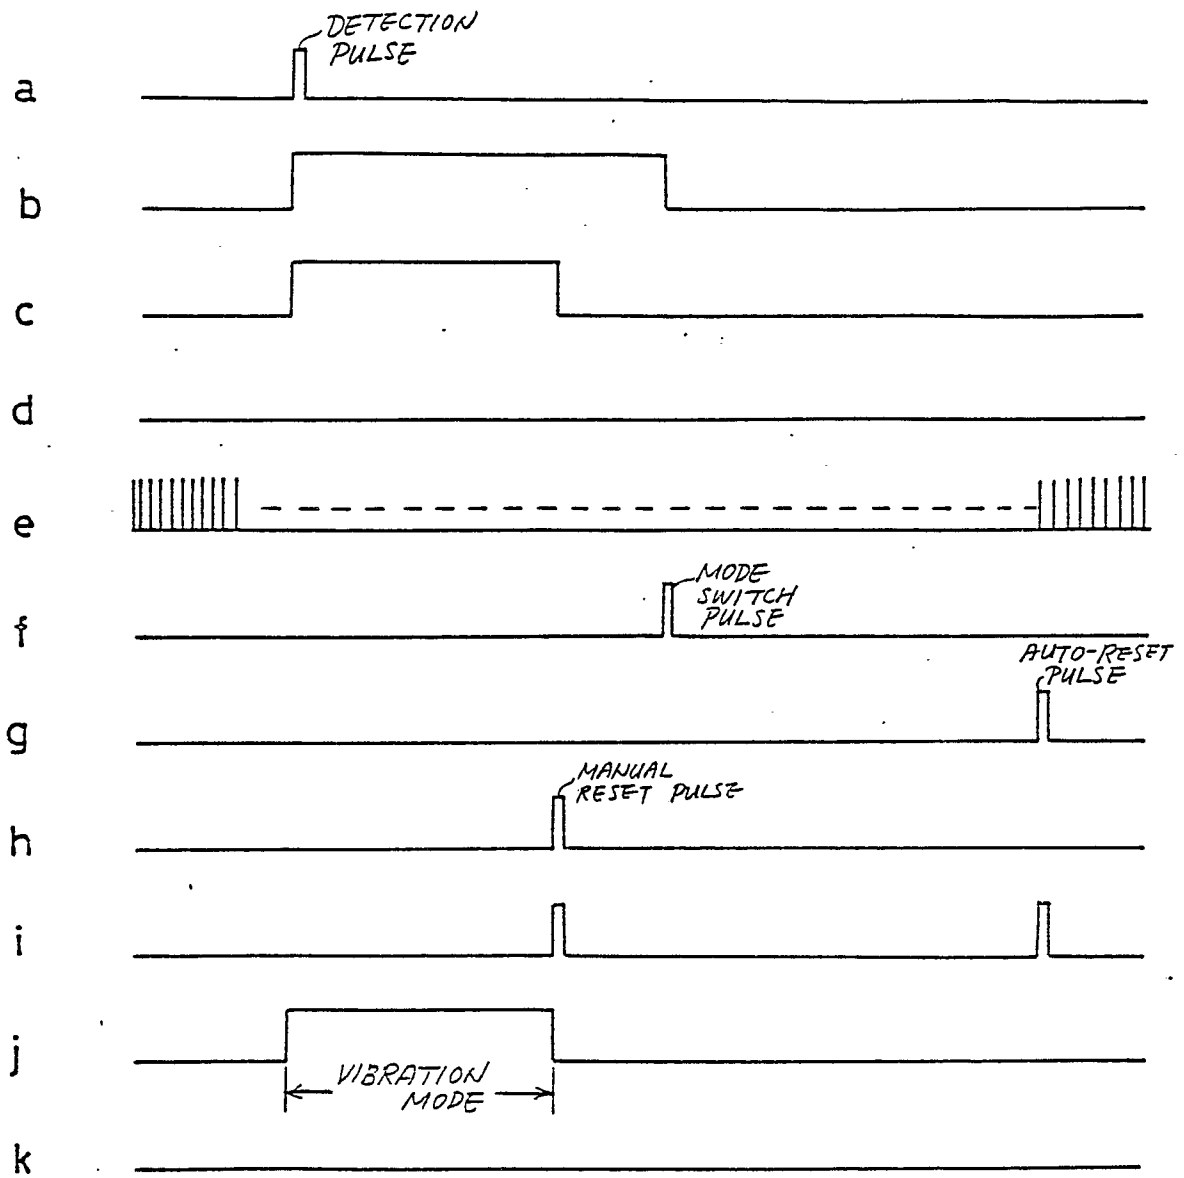 DETECTION
PULSE
a
b
c
d
e
MODE
SWITCH
PULSE
f
AUTO-RESET
PULSE
g
MANUAL
RESET PULSE
h
i
j
VIBRATION
MODE
k